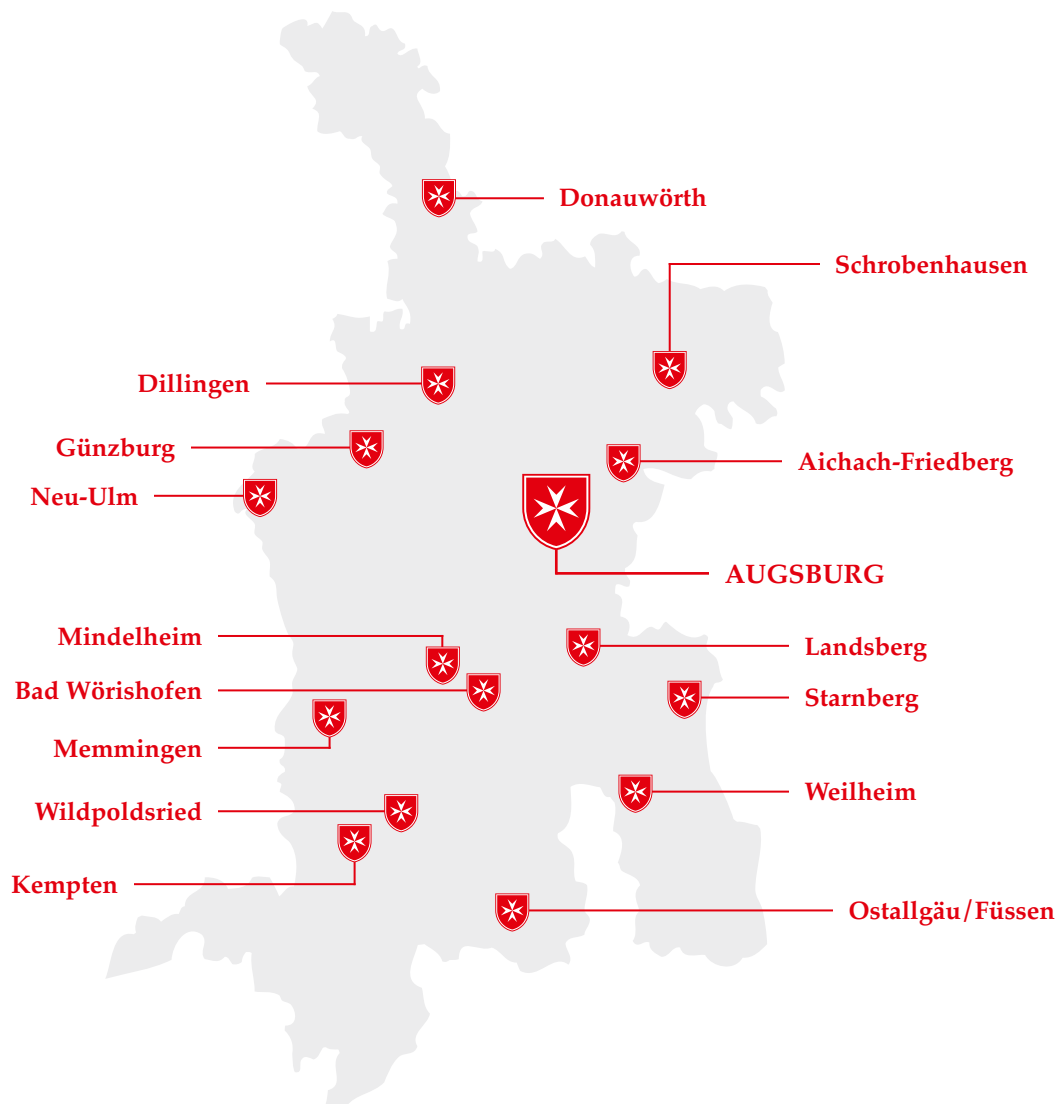 Donauwörth
Schrobenhausen
Dillingen
Günzburg
Aichach-Friedberg
Neu-Ulm
AUGSBURG
Mindelheim
Landsberg
Bad Wörishofen
Starnberg
Memmingen
Weilheim
Wildpoldsried
Kempten
Ostallgäu/Füssen